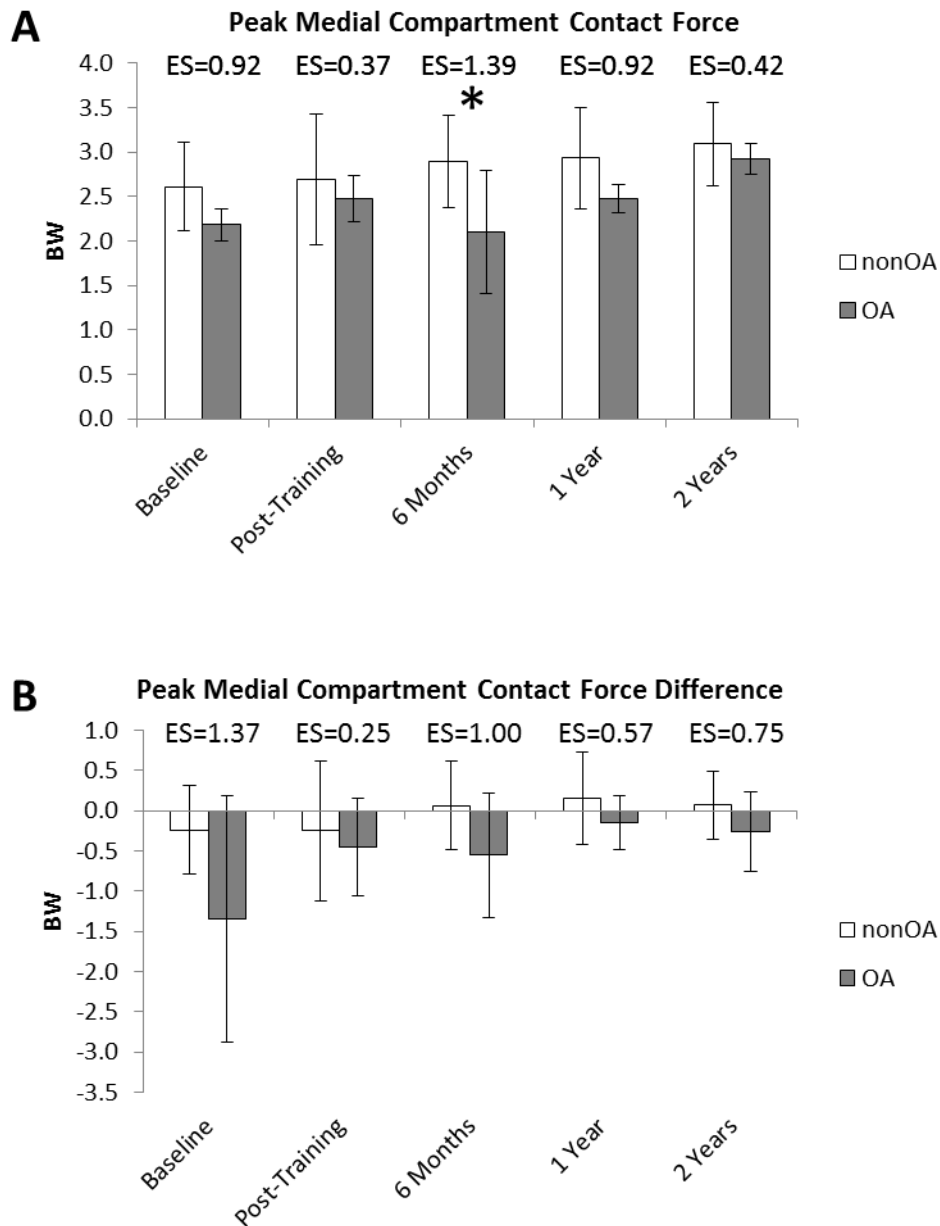 A
Peak Medial Compartment Contact Force
ES=0.92 ES=0.37 ES=1.39 ES=0.92 ES=0.42
*
4.0
3.5
3.0
2.5
2.0
1.5
1.0
0.5
0.0
BW
nonOA
OA
Baseline
Post-Training
6 Months
1 Year
2 Years
B
Peak Medial Compartment Contact Force Difference
ES=1.37 ES=0.25 ES=1.00 ES=0.57 ES=0.75
1.0
0.5
0.0
-0.5
-1.0
-1.5
-2.0
-2.5
-3.0
-3.5
BW
nonOA
OA
Baseline
Post-Training
6 Months
1 Year
2 Years